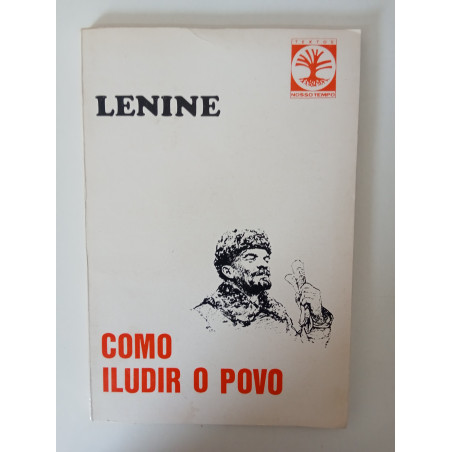 TEXTOS
NOSSO TEMPO
LENINE
COMO
ILUDIR O POVO